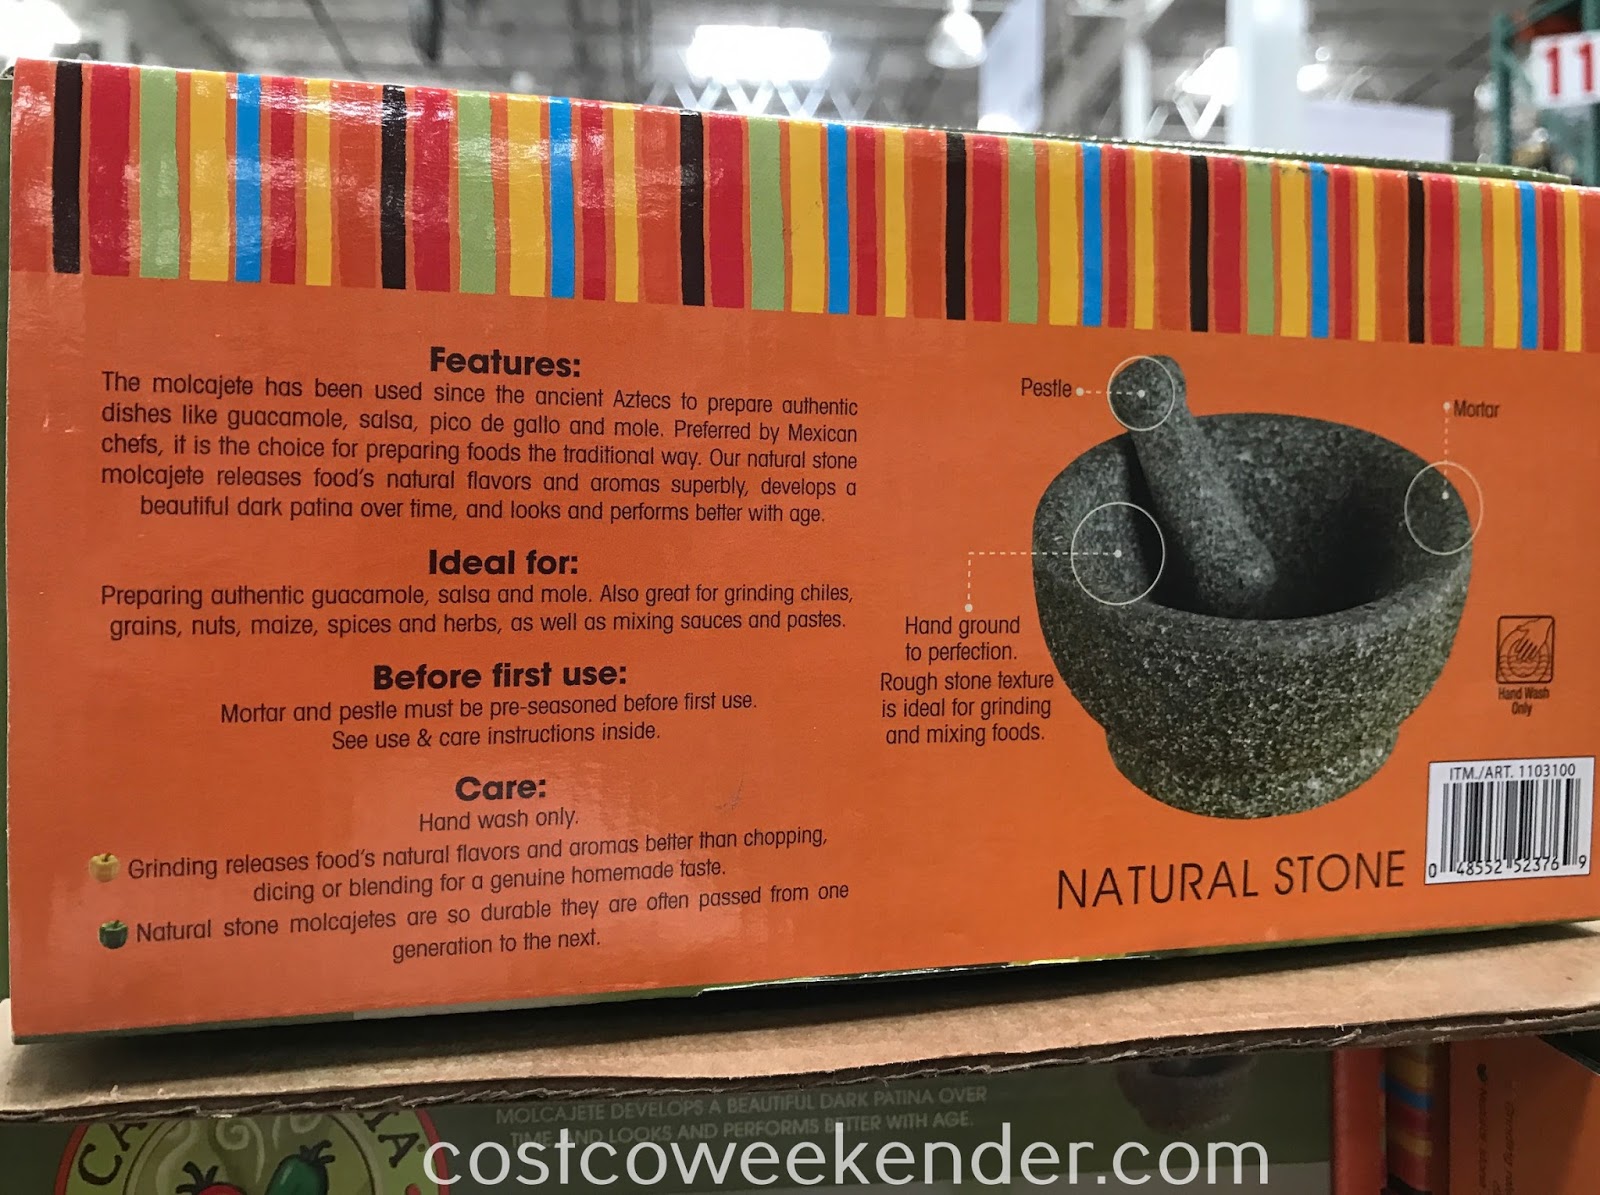 11
Features:
The molcajete has been used since the ancient Aztecs to prepare authentic
dishes like guacamole, salsa, pico de gallo and mole. Preferred by Mexican
chefs, it is the choice for preparing foods the traditional way. Our natural stone
molcajete releases food's natural flavors and aromas superbly, develops a
beautiful dark patina over time, and looks and performs better with age.
Ideal for:
Preparing authentic guacamole, salsa and mole. Also great for grinding chiles,
grains, nuts, maize, spices and herbs, as well as mixing sauces and pastes.
Before first use:
Mortar and pestle must be pre-seasoned before first use.
See use & care instructions inside.
Care:
Hand wash only.
Grinding releases food's natural flavors and aromas better than chopping,
dicing or blending for a genuine homemade taste.
Natural stone molcajetes are so durable they are often passed from one
generation to the next.
Pestle
Mortar
Hand ground
to perfection.
Rough stone texture
is ideal for grinding
and mixing foods.
Hand Wash
Only
NATURAL STONE
ITM./ART. 1103100
0 48552 52376 9
MOLCAJETE DEVELOPS A BEAUTIFUL DARK PATINA OVER
TIME AND LOOKS AND PERFORMS BETTER WITH AGE.
costcoweekender.com